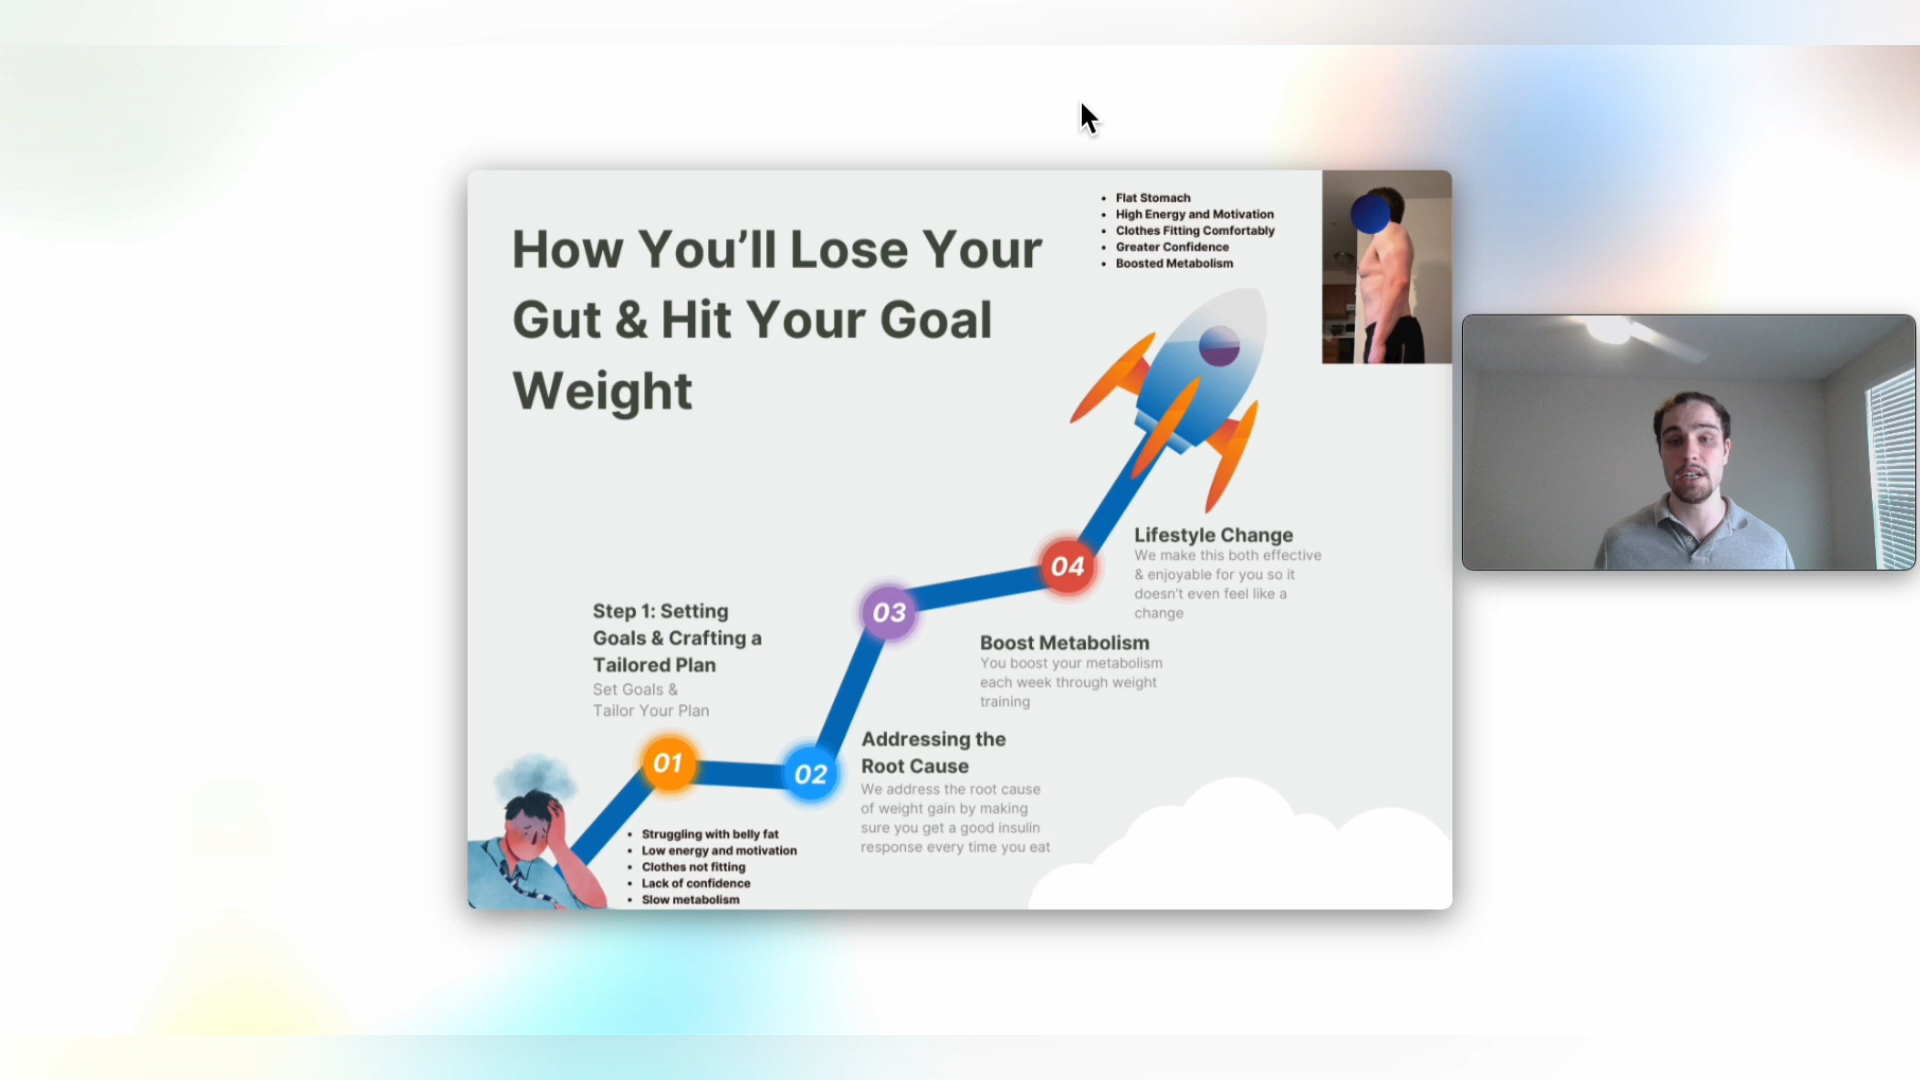 How You’ll Lose Your
Gut & Hit Your Goal
Weight
• Flat Stomach
• High Energy and Motivation
• Clothes Fitting Comfortably
• Greater Confidence
• Boosted Metabolism
04
Lifestyle Change
We make this both effective
& enjoyable for you so it
doesn't even feel like a
change
03
Boost Metabolism
You boost your metabolism
each week through weight
training
Step 1: Setting
Goals & Crafting a
Tailored Plan
Set Goals &
Tailor Your Plan
01
02
Addressing the
Root Cause
We address the root cause
of weight gain by making
sure you get a good insulin
response every time you eat
• Struggling with belly fat
• Low energy and motivation
• Clothes not fitting
• Lack of confidence
• Slow metabolism